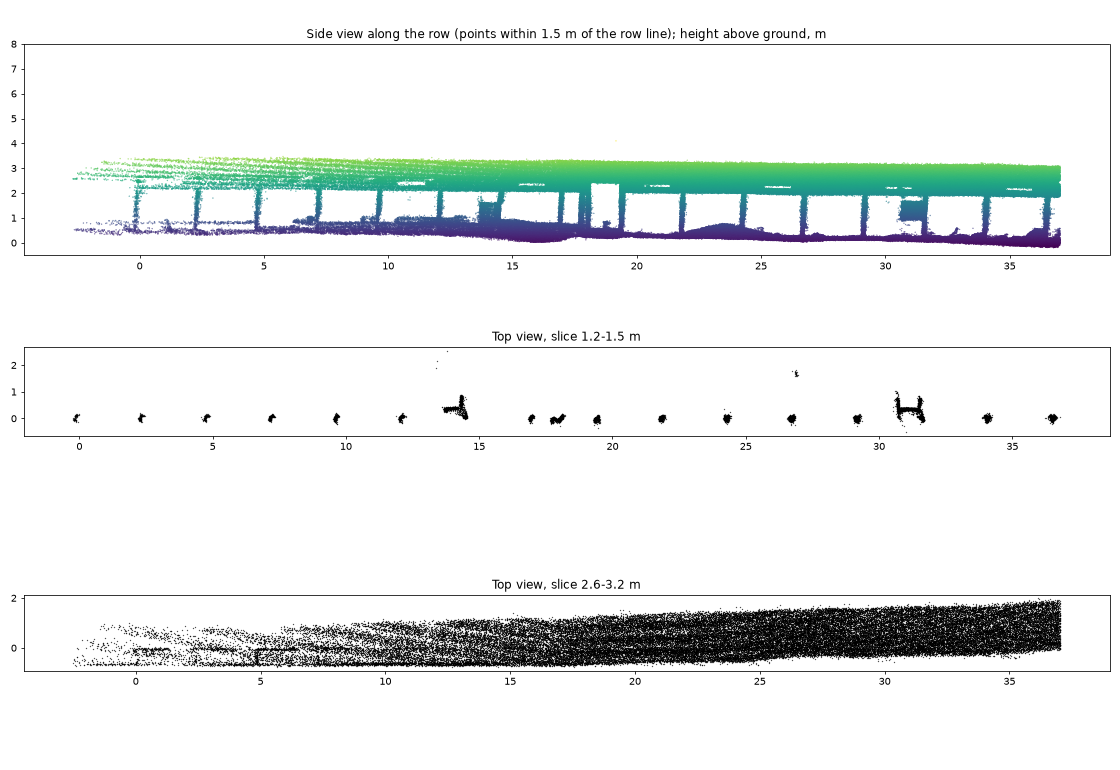 Side view along the row (points within 1.5 m of the row line); height above ground, m
8
7
6
5
4
3
2
1
0
0 5 10 15 20 25 30 35
Top view, slice 1.2-1.5 m
2
1
0
0 5 10 15 20 25 30 35
Top view, slice 2.6-3.2 m
2
0
0 5 10 15 20 25 30 35